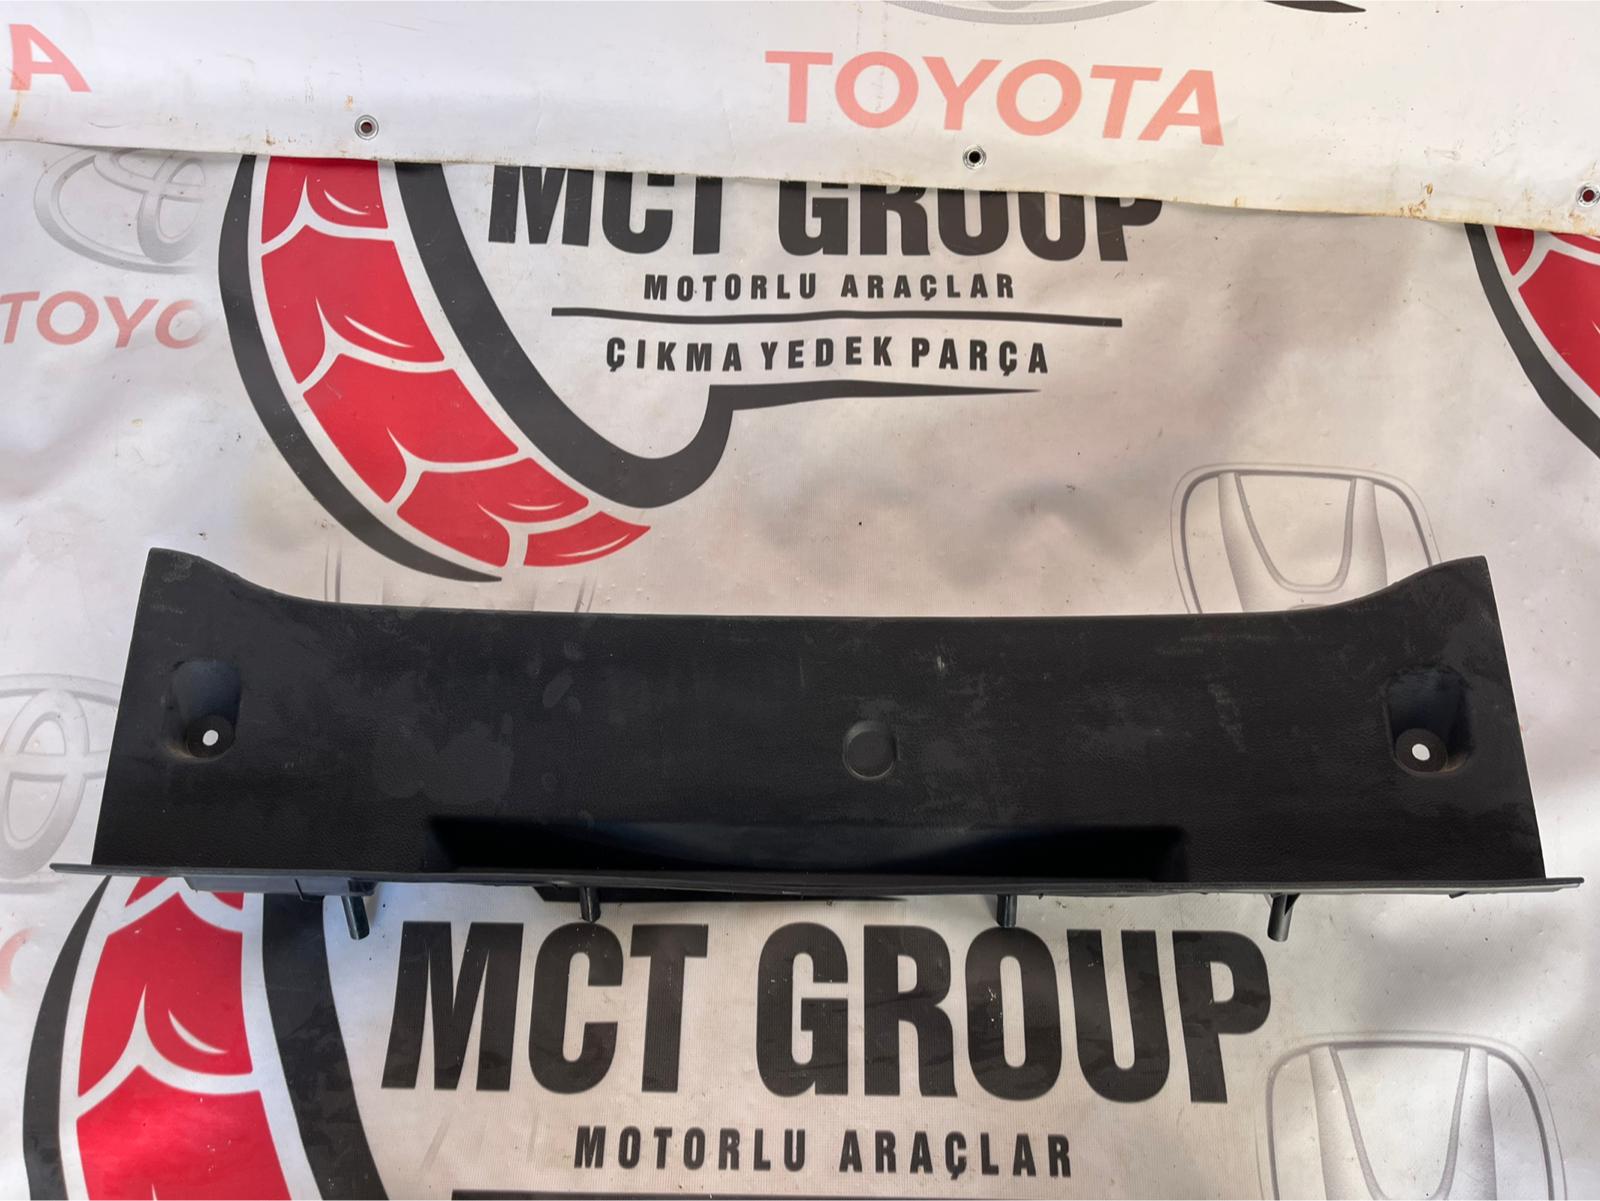 A
TOYOTA
MCT GROUP
MOTORLU ARAÇLAR
TOYO
ÇIKMA YEDEK PARÇA
MCT GROUP
MOTORLU ARAÇLAR